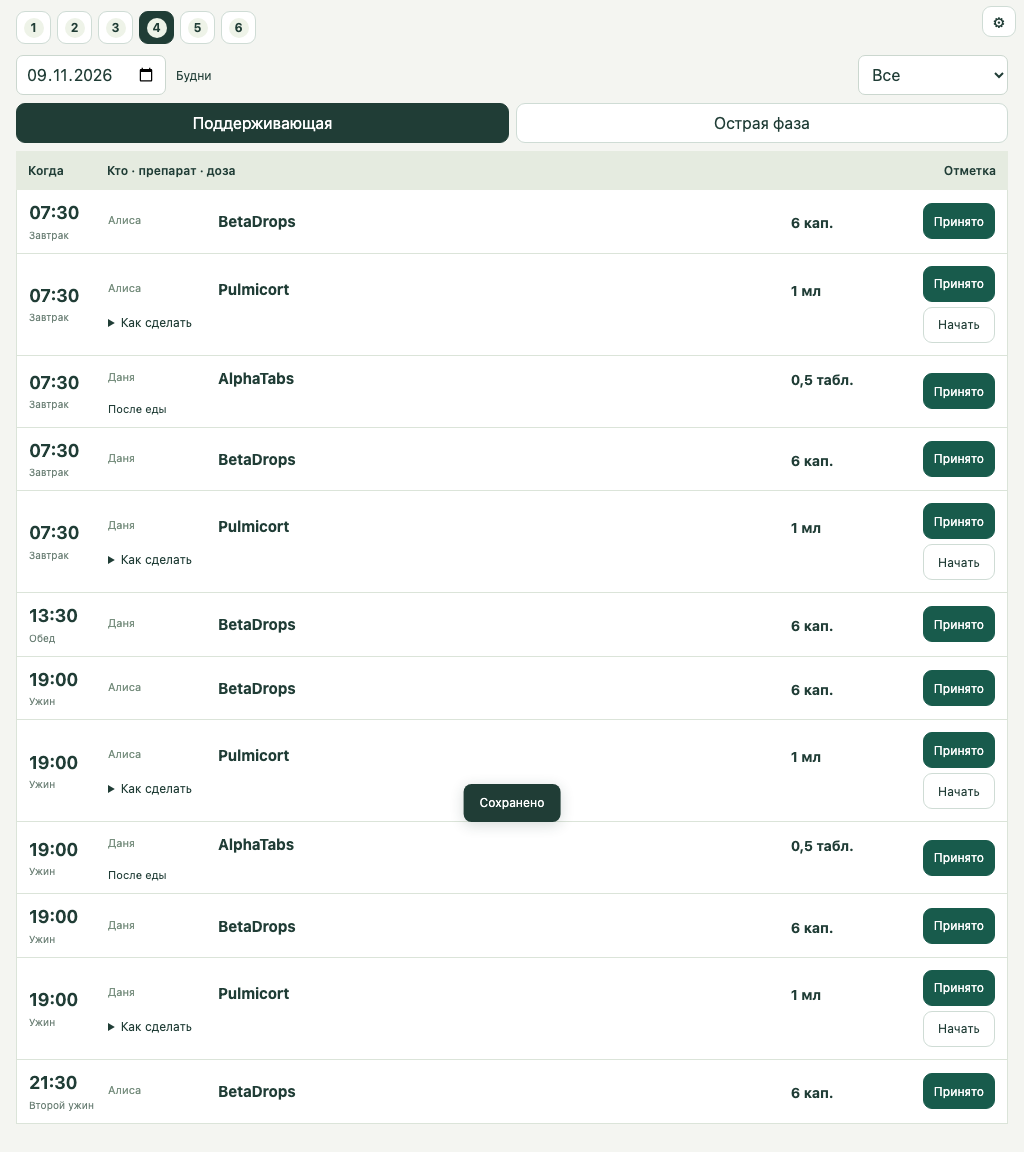 1 2 3 4 5 6 ⚙
09.11.2026 Будни Все
Поддерживающая Острая фаза
Когда Кто · препарат · доза Отметка
07:30 Алиса BetaDrops 6 кап. Принято
Завтрак
07:30 Алиса Pulmicort 1 мл Принято
Завтрак ▶ Как сделать Начать
07:30 Даня AlphaTabs 0,5 табл. Принято
Завтрак После еды
07:30 Даня BetaDrops 6 кап. Принято
Завтрак
07:30 Даня Pulmicort 1 мл Принято
Завтрак ▶ Как сделать Начать
13:30 Даня BetaDrops 6 кап. Принято
Обед
19:00 Алиса BetaDrops 6 кап. Принято
Ужин
19:00 Алиса Pulmicort 1 мл Принято
Ужин ▶ Как сделать Начать
Сохранено
19:00 Даня AlphaTabs 0,5 табл. Принято
Ужин После еды
19:00 Даня BetaDrops 6 кап. Принято
Ужин
19:00 Даня Pulmicort 1 мл Принято
Ужин ▶ Как сделать Начать
21:30 Алиса BetaDrops 6 кап. Принято
Второй ужин